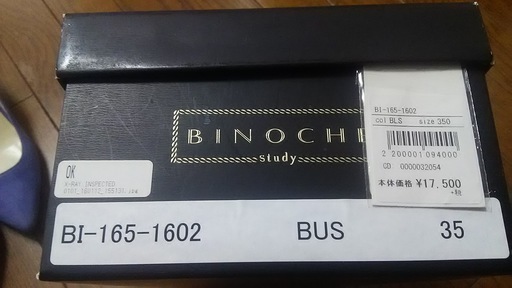 BI-165-1602
col BLS size 350
2 200001 094000
CD 0000032054
本体価格 ¥17,500
+税
BINOCHE
study
OK
X-RAY INSPECTED
BI-165-1602 BUS 35